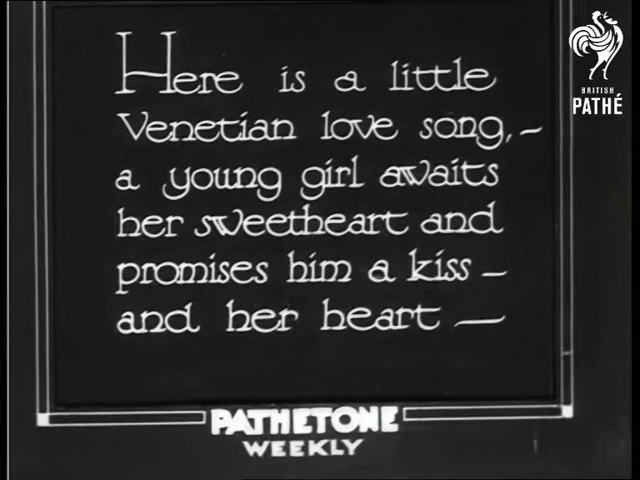 Here is a little
Venetian love song,—
a young girl awaits
her sweetheart and
promises him a kiss —
and her heart —
PATHETONE
WEEKLY
BRITISH
PATHÉ